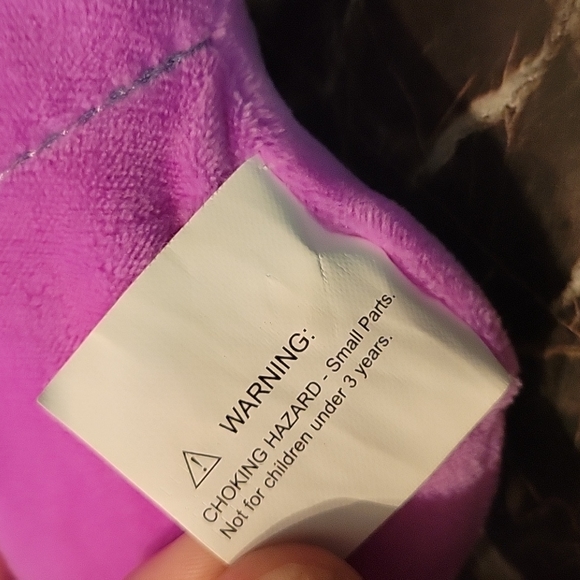 WARNING:
CHOKING HAZARD - Small Parts.
Not for children under 3 years.